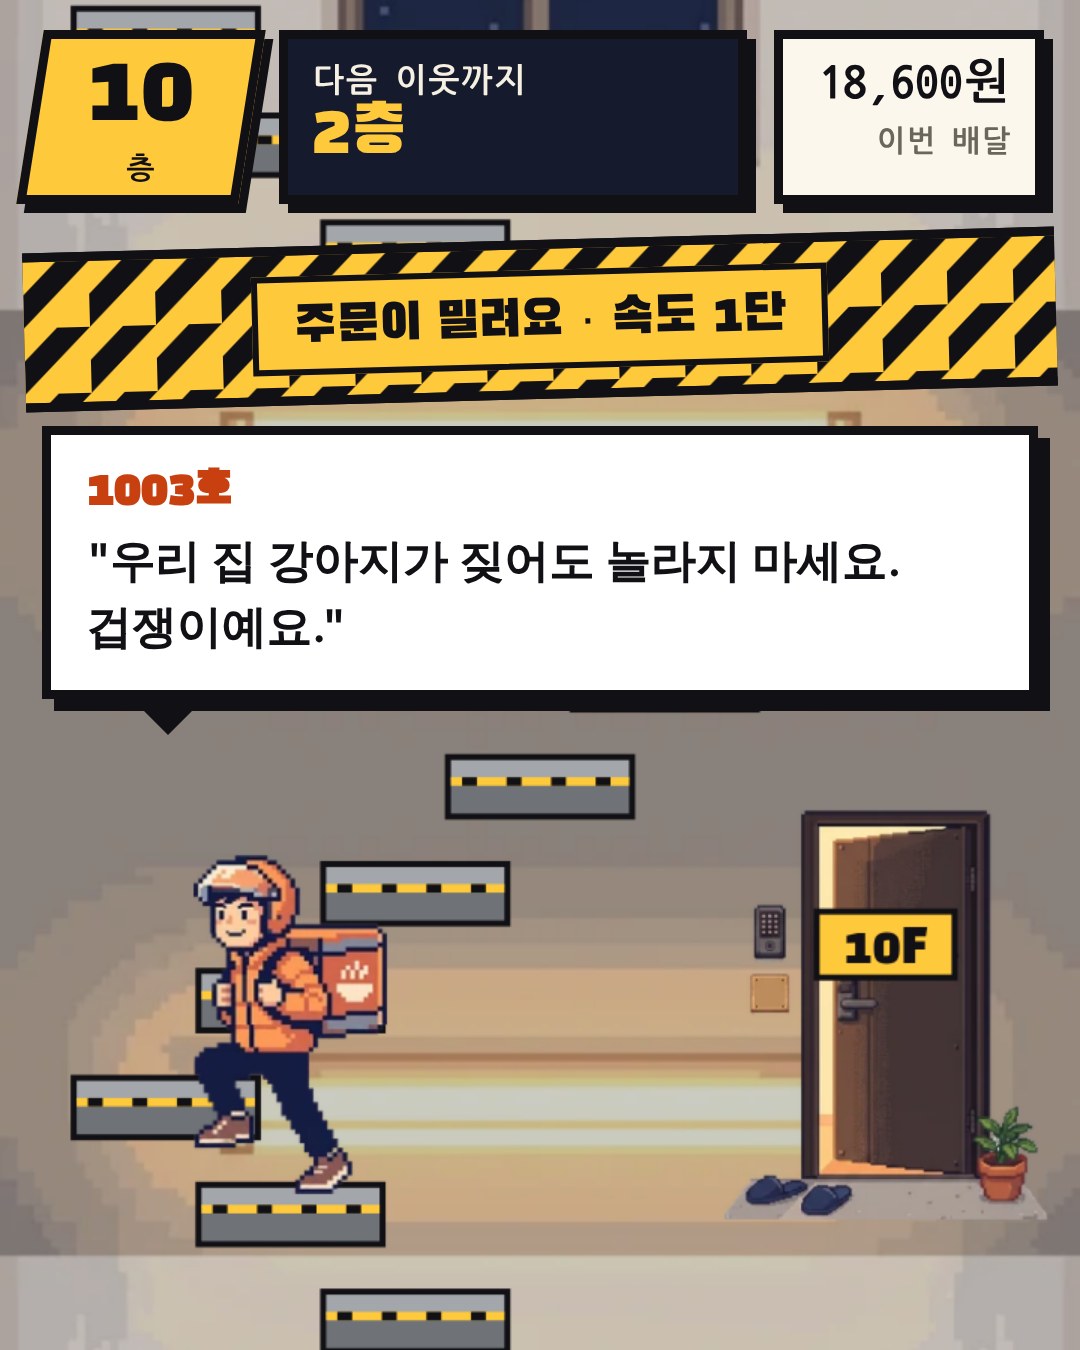 10
층
다음 이웃까지
2층
18,600원
이번 배달
주문이 밀려요 · 속도 1단
1003호
"우리 집 강아지가 짖어도 놀라지 마세요.
겁쟁이예요."
10F